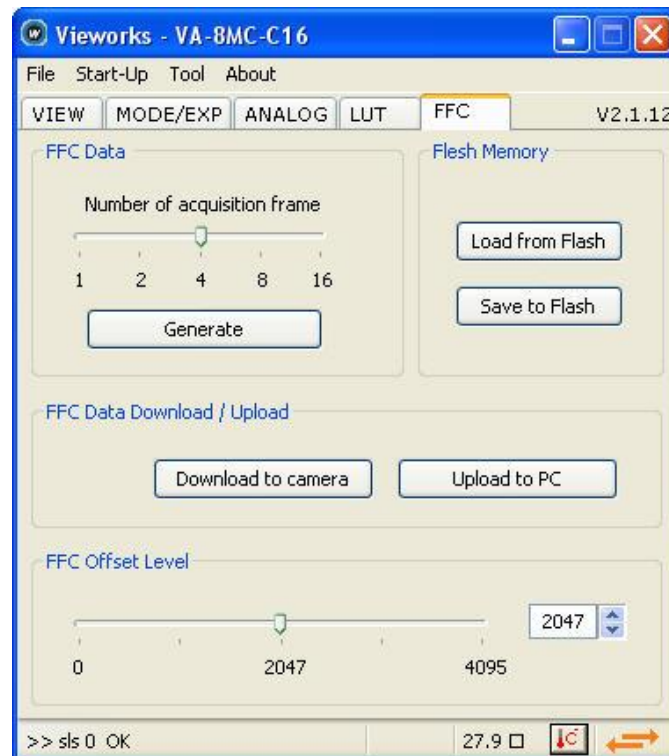 Vieworks - VA-8MC-C16
File Start-Up Tool About
VIEW MODE/EXP ANALOG LUT FFC V2.1.12
FFC Data
Number of acquisition frame
1 2 4 8 16
Generate
Flesh Memory
Load from Flash
Save to Flash
FFC Data Download / Upload
Download to camera Upload to PC
FFC Offset Level
2047
0 2047 4095
>> sls 0 OK 27.9 □ C